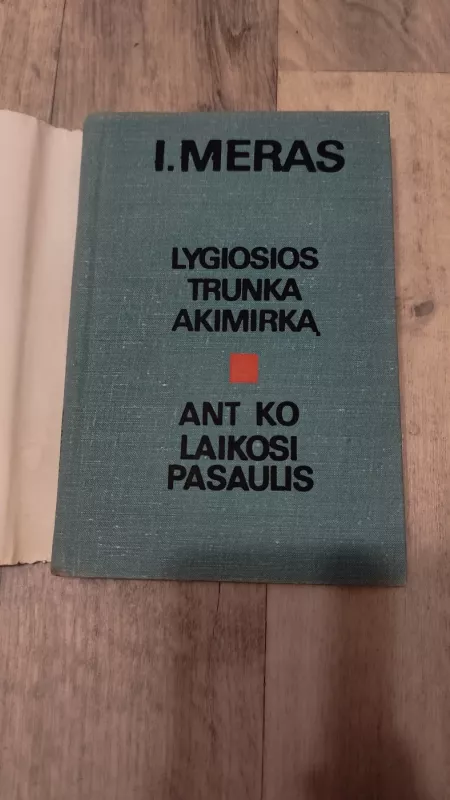 I. MERAS
LYGIOSIOS
TRUNKA
AKIMIRKĄ
ANT KO
LAIKOSI
PASAULIS